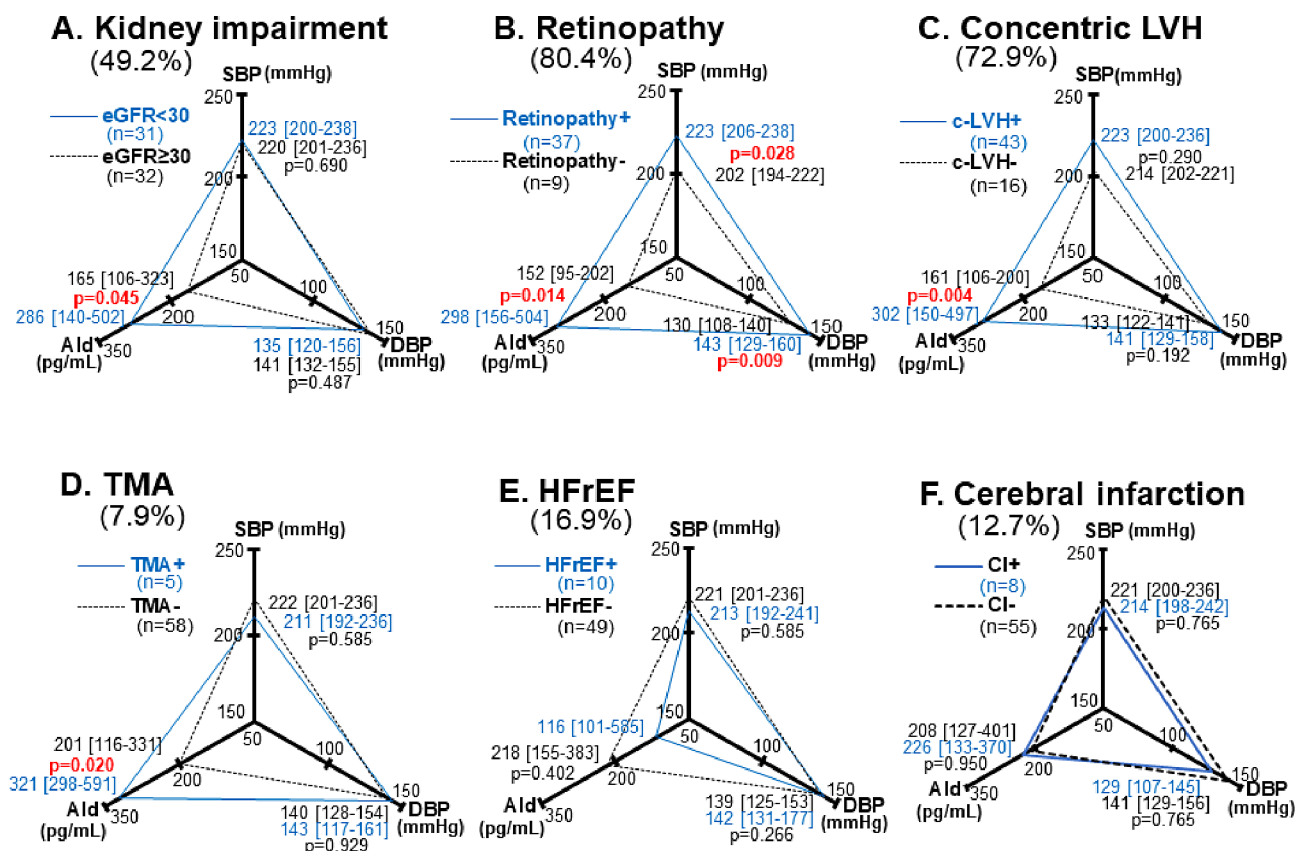 A. Kidney impairment
(49.2%)
SBP (mmHg)
250
eGFR<30
(n=31)
eGFR≥30
(n=32)
223 [200-238]
220 [201-236]
p=0.690
200
150
50
165 [106-323]
p=0.045
286 [140-502]
200
100
150
Ald
(pg/mL)
350
135 [120-156]
141 [132-155]
p=0.487
DBP
(mmHg)
B. Retinopathy
(80.4%)
SBP (mmHg)
250
Retinopathy+
(n=37)
Retinopathy-
(n=9)
223 [206-238]
p=0.028
202 [194-222]
200
150
50
152 [95-202]
p=0.014
298 [156-504]
200
100
150
Ald
(pg/mL)
350
130 [108-140]
143 [129-160]
p=0.009
DBP
(mmHg)
C. Concentric LVH
(72.9%)
SBP (mmHg)
250
c-LVH+
(n=43)
c-LVH-
(n=16)
223 [200-236]
p=0.290
214 [202-221]
200
150
50
161 [106-200]
p=0.004
302 [150-497]
200
100
150
Ald
(pg/mL)
350
133 [122-141]
141 [129-158]
p=0.192
DBP
(mmHg)
D. TMA
(7.9%)
SBP (mmHg)
250
TMA+
(n=5)
TMA-
(n=58)
222 [201-236]
211 [192-236]
p=0.585
200
150
50
201 [116-331]
p=0.020
321 [298-591]
200
100
150
Ald
(pg/mL)
350
140 [128-154]
143 [117-161]
p=0.929
DBP
(mmHg)
E. HFrEF
(16.9%)
SBP (mmHg)
250
HFrEF+
(n=10)
HFrEF-
(n=49)
221 [201-236]
213 [192-241]
p=0.585
200
150
50
116 [101-585]
218 [155-383]
p=0.402
200
100
150
Ald
(pg/mL)
350
139 [125-153]
142 [131-177]
p=0.266
DBP
(mmHg)
F. Cerebral infarction
(12.7%)
SBP (mmHg)
250
CI+
(n=8)
CI-
(n=55)
221 [200-236]
214 [198-242]
p=0.765
200
150
50
208 [127-401]
226 [133-370]
p=0.950
200
100
150
Ald
(pg/mL)
350
129 [107-145]
141 [129-156]
p=0.765
DBP
(mmHg)